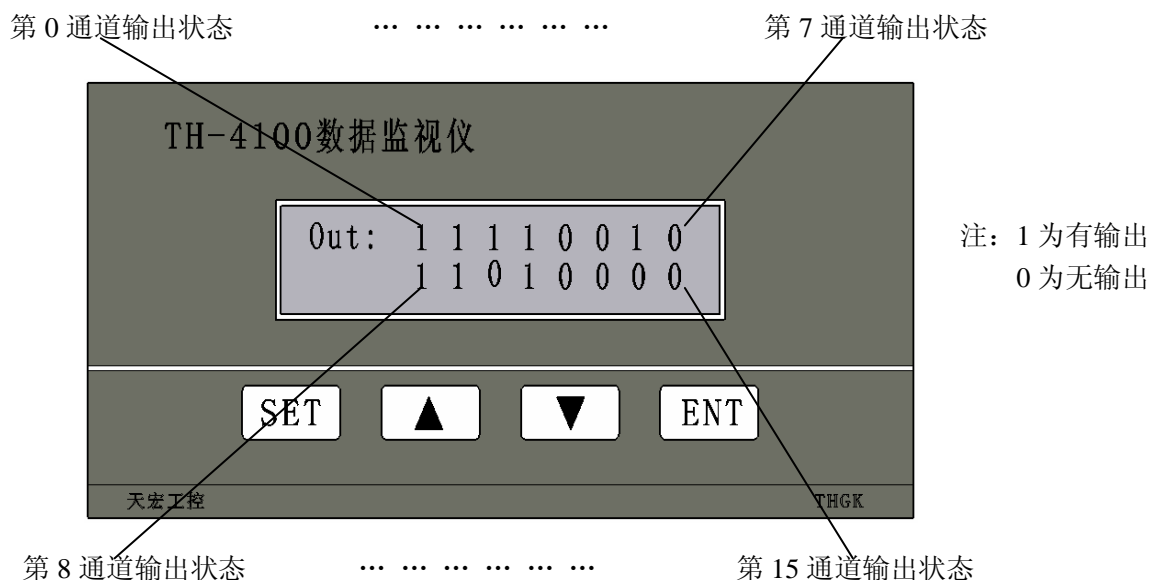 第 0 通道输出状态 … … … … … … 第 7 通道输出状态
TH-4100数据监视仪
Out: 1 1 1 1 0 0 1 0
1 1 0 1 0 0 0 0
注：1 为有输出
0 为无输出
SET ▲ ▼ ENT
天宏工控 THGK
第 8 通道输出状态 … … … … … … 第 15 通道输出状态